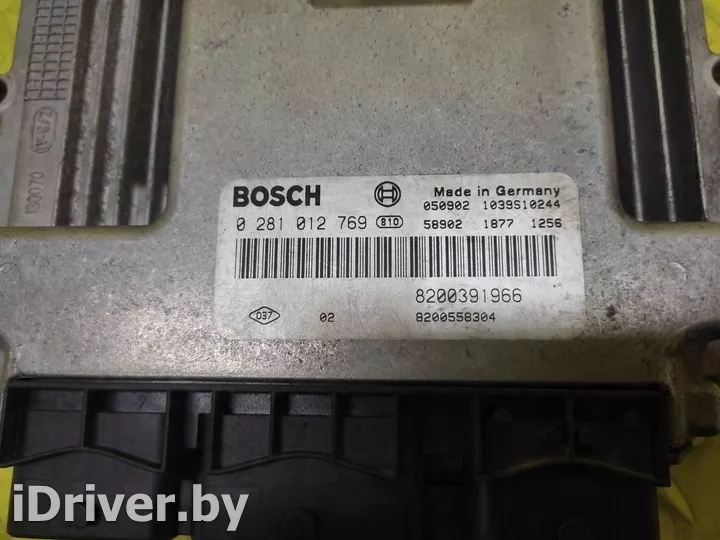 BOSCH
Made in Germany
050902 1039S10244
0 281 012 769 B10
58902 1877 1256
8200391966
037 02 8200558304
iDriver.by